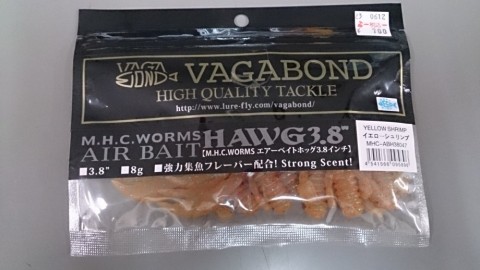 0612
VAGA
BOND
VAGABOND
HIGH QUALITY TACKLE
http://www.lure-fly.com/vagabond/
M.H.C.WORMS
AIR BAIT
HAWG3.8"
【M.H.C.WORMS エアーベイトホッグ3.8インチ】
■3.8" ■8g ■強力集魚フレーバー配合! Strong Scent!
YELLOW SHRIMP
イエローシュリンプ